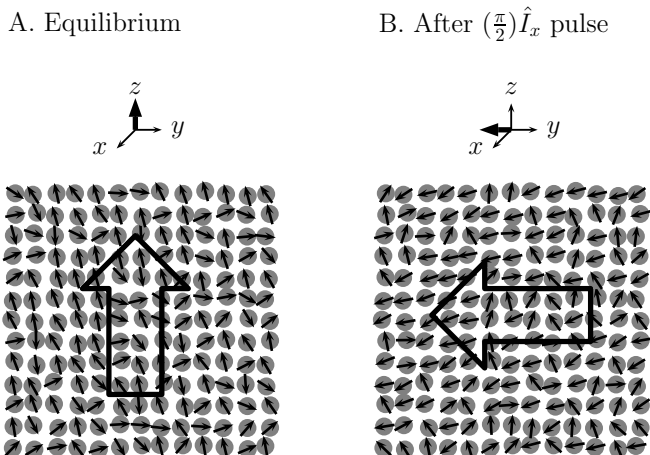 A. Equilibrium
B. After (π/2)Î_x pulse
z
y
x
z
y
x